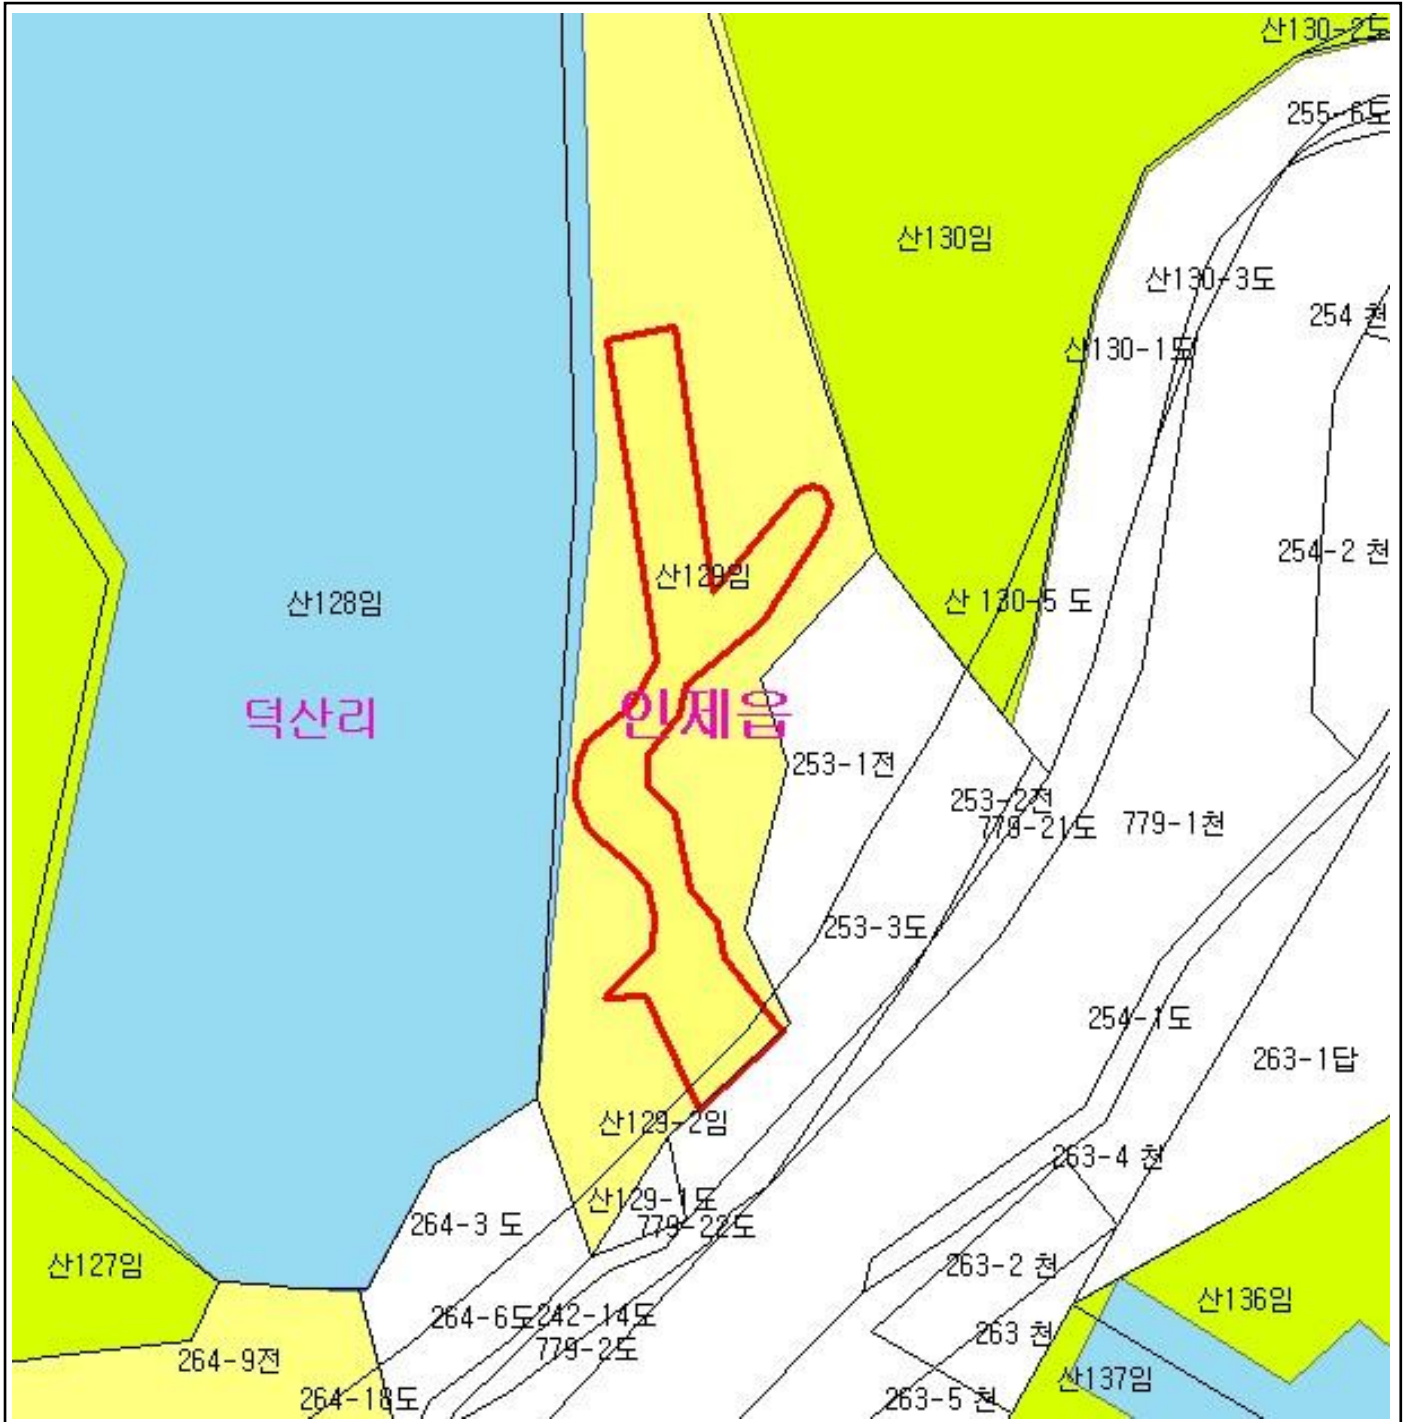 산130-2도
255-6도
산130임
산130-3도
254 천
산130-1도
254-2 천
산129임
산128임
산 130-5 도
덕산리
인제읍
253-1전
253-2전
779-21도
779-1천
253-3도
254-1도
263-1답
산129-2임
263-4 천
산129-1도
264-3 도
779-22도
산127임
263-2 천
산136임
264-6도
242-14도
263 천
779-2도
264-9전
산137임
264-18도
263-5 천